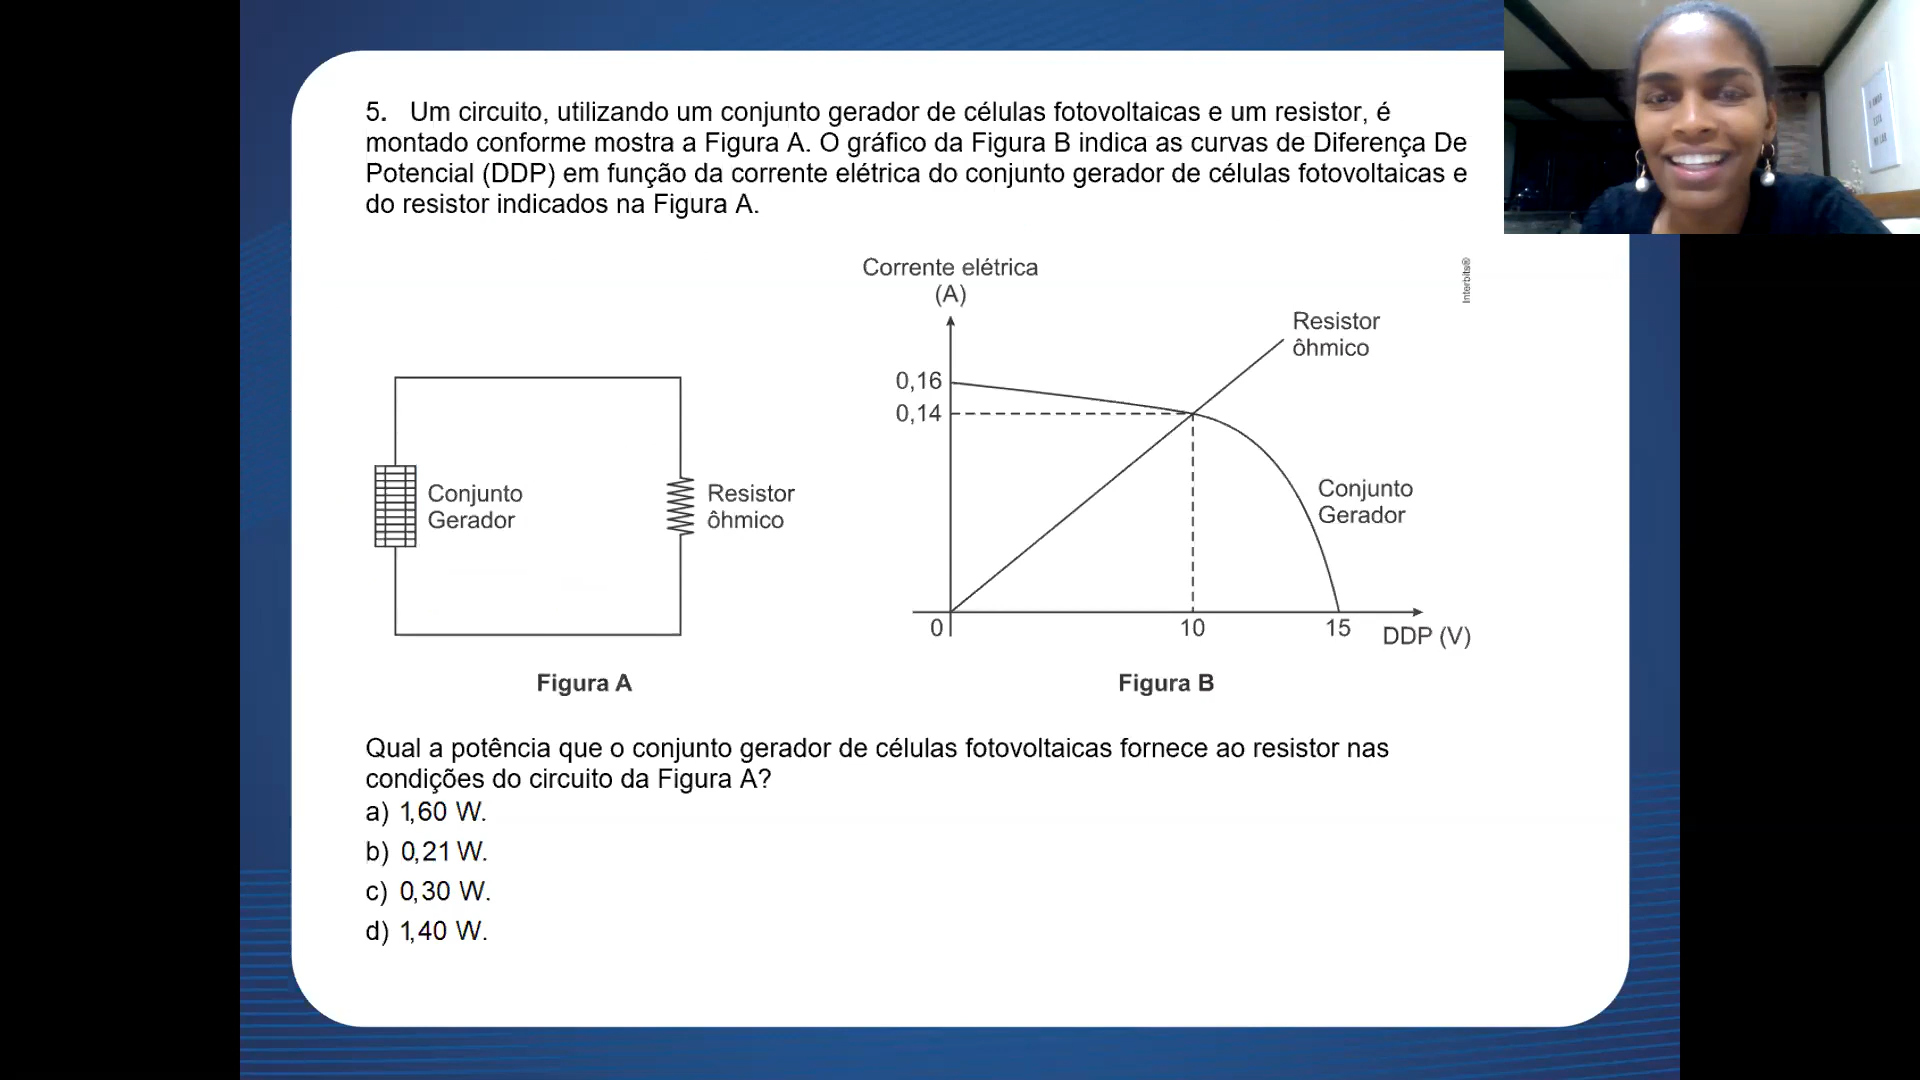 5. Um circuito, utilizando um conjunto gerador de células fotovoltaicas e um resistor, é
montado conforme mostra a Figura A. O gráfico da Figura B indica as curvas de Diferença De
Potencial (DDP) em função da corrente elétrica do conjunto gerador de células fotovoltaicas e
do resistor indicados na Figura A.
Conjunto
Gerador
Resistor
ôhmico
Figura A
Corrente elétrica
(A)
0,16
0,14
Resistor
ôhmico
Conjunto
Gerador
0
10
15
DDP (V)
Figura B
Interbits®
Qual a potência que o conjunto gerador de células fotovoltaicas fornece ao resistor nas
condições do circuito da Figura A?
a) 1,60 W.
b) 0,21 W.
c) 0,30 W.
d) 1,40 W.